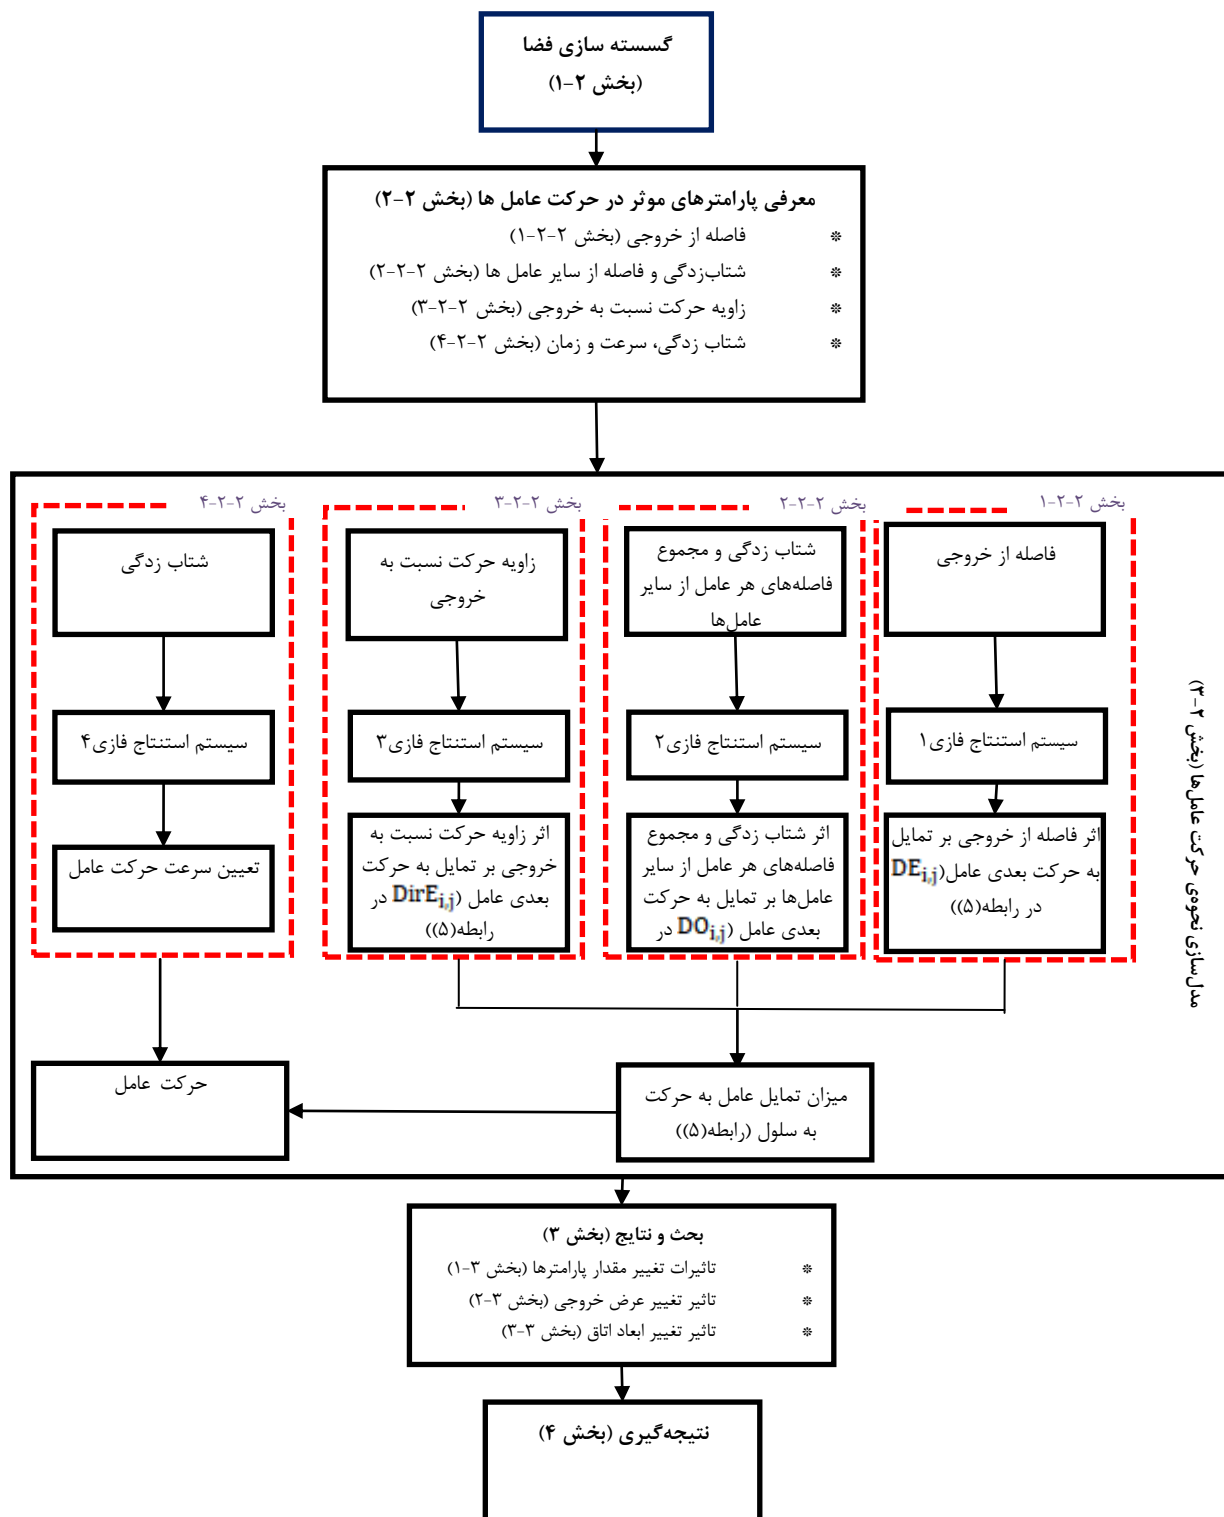 گسسته سازی فضا
(بخش ۲-۱)
معرفی پارامترهای موثر در حرکت عامل ها (بخش ۲-۲)
* فاصله از خروجی (بخش ۲-۲-۱)
* شتاب‌زدگی و فاصله از سایر عامل ها (بخش ۲-۲-۲)
* زاویه حرکت نسبت به خروجی (بخش ۲-۲-۳)
* شتاب زدگی، سرعت و زمان (بخش ۲-۲-۴)
مدل‌سازی نحوه‌ی حرکت عامل‌ها (بخش ۲-۳)
بخش ۲-۲-۱
فاصله از خروجی
سیستم استنتاج فازی۱
اثر فاصله از خروجی بر تمایل
به حرکت بعدی عامل(DEi,j
در رابطه(۵))
بخش ۲-۲-۲
شتاب زدگی و مجموع
فاصله‌های هر عامل از سایر
عامل‌ها
سیستم استنتاج فازی۲
اثر شتاب زدگی و مجموع
فاصله‌های هر عامل از سایر
عامل‌ها بر تمایل به حرکت
بعدی عامل (DOi,j در
بخش ۲-۲-۳
زاویه حرکت نسبت به
خروجی
سیستم استنتاج فازی۳
اثر زاویه حرکت نسبت به
خروجی بر تمایل به حرکت
بعدی عامل (DirEi,j در
رابطه(۵))
بخش ۲-۲-۴
شتاب زدگی
سیستم استنتاج فازی۴
تعیین سرعت حرکت عامل
میزان تمایل عامل به حرکت
به سلول (رابطه(۵))
حرکت عامل
بحث و نتایج (بخش ۳)
* تاثیرات تغییر مقدار پارامترها (بخش ۳-۱)
* تاثیر تغییر عرض خروجی (بخش ۳-۲)
* تاثیر تغییر ابعاد اتاق (بخش ۳-۳)
نتیجه‌گیری (بخش ۴)